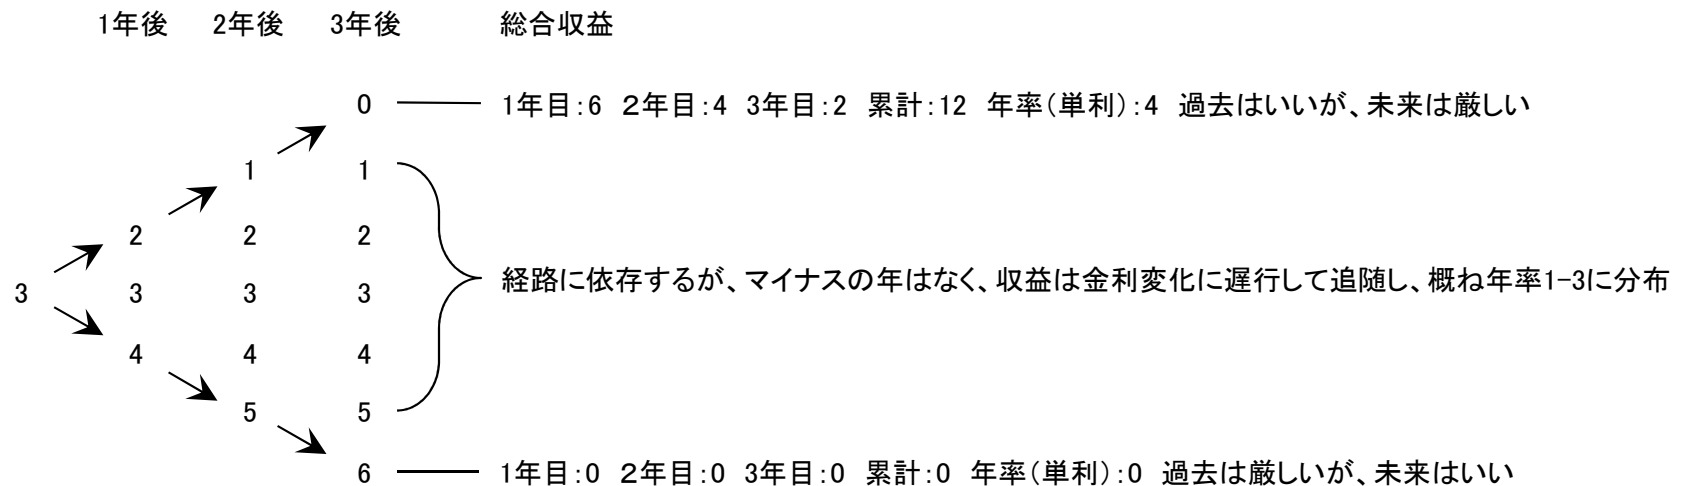 1年後 2年後 3年後 総合収益
0 1年目:6 2年目:4 3年目:2 累計:12 年率(単利):4 過去はいいが、未来は厳しい
1 1
2 2 2
経路に依存するが、マイナスの年はなく、収益は金利変化に遅行して追随し、概ね年率1-3に分布
3 3 3 3
4 4 4
5 5
6 1年目:0 2年目:0 3年目:0 累計:0 年率(単利):0 過去は厳しいが、未来はいい